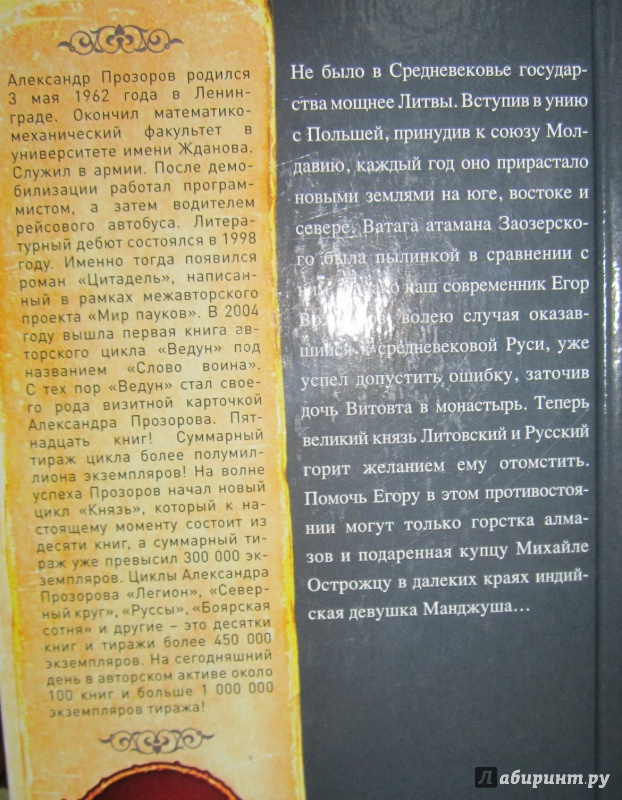 Александр Прозоров родился
3 мая 1962 года в Ленин-
граде. Окончил математико-
механический факультет в
университете имени Жданова.
Служил в армии. После демо-
билизации работал програм-
мистом, а затем водителем
рейсового автобуса. Литера-
турный дебют состоялся в 1998
году. Именно тогда появился
роман «Цитадель», написан-
ный в рамках межавторского
проекта «Мир пауков». В 2004
году вышла первая книга ав-
торского цикла «Ведун» под
названием «Слово воина».
С тех пор «Ведун» стал свое-
го рода визитной карточкой
Александра Прозорова. Пят-
надцать книг! Суммарный
тираж цикла более полумил-
лиона экземпляров! На волне
успеха Прозоров начал новый
цикл «Князь», который к на-
стоящему моменту состоит из
десяти книг, а суммарный ти-
раж уже превысил 300 000 эк-
земпляров. Циклы Александра
Прозорова «Легион», «Север-
ный круг», «Руссы», «Боярская
сотня» и другие – это десятки
книг и тиражи более 450 000
экземпляров. На сегодняшний
день в авторском активе около
100 книг и больше 1 000 000
экземпляров тиража!
Не было в Средневековье государ-
ства мощнее Литвы. Вступив в унию
с Польшей, принудив к союзу Мол-
давию, каждый год оно прирастало
новыми землями на юге, востоке и
севере. Ватага атамана Заозерско-
го была пылинкой в сравнении с
наш современник Егор
волею случая оказав-
шийся в средневековой Руси, уже
успел допустить ошибку, заточив
дочь Витовта в монастырь. Теперь
великий князь Литовский и Русский
горит желанием ему отомстить.
Помочь Егору в этом противостоя-
нии могут только горстка алма-
зов и подаренная купцу Михайле
Острожцу в далеких краях индий-
ская девушка Манджуша...
Лабиринт.ру